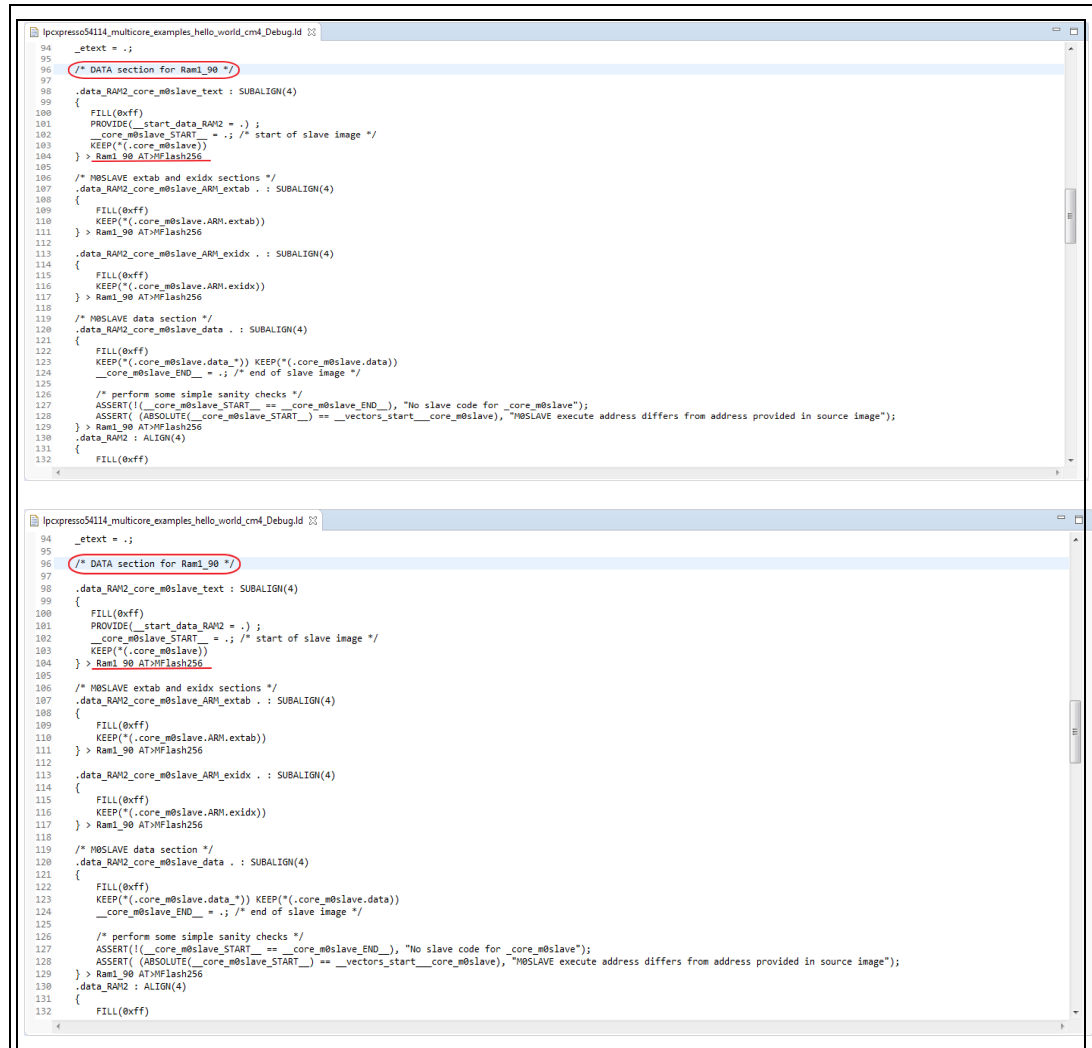 lpcxpresso54114_multicore_examples_hello_world_cm4_Debug.ld
94 _etext = .;
95
96 /* DATA section for Ram1_90 */
97
98 .data_RAM2_core_m0slave_text : SUBALIGN(4)
99 {
100 FILL(0xff)
101 PROVIDE(__start_data_RAM2 = .) ;
102 __core_m0slave_START__ = .; /* start of slave image */
103 KEEP(*(.core_m0slave))
104 } > Ram1_90 AT>MFlash256
105
106 /* M0SLAVE extab and exidx sections */
107 .data_RAM2_core_m0slave_ARM_extab . : SUBALIGN(4)
108 {
109 FILL(0xff)
110 KEEP(*(.core_m0slave.ARM.extab))
111 } > Ram1_90 AT>MFlash256
112
113 .data_RAM2_core_m0slave_ARM_exidx . : SUBALIGN(4)
114 {
115 FILL(0xff)
116 KEEP(*(.core_m0slave.ARM.exidx))
117 } > Ram1_90 AT>MFlash256
118
119 /* M0SLAVE data section */
120 .data_RAM2_core_m0slave_data . : SUBALIGN(4)
121 {
122 FILL(0xff)
123 KEEP(*(.core_m0slave.data_*)) KEEP(*(.core_m0slave.data))
124 __core_m0slave_END__ = .; /* end of slave image */
125
126 /* perform some simple sanity checks */
127 ASSERT(!(__core_m0slave_START__ == __core_m0slave_END__), "No slave code for _core_m0slave");
128 ASSERT( (ABSOLUTE(__core_m0slave_START__) == __vectors_start___core_m0slave), "M0SLAVE execute address differs from address provided in source image");
129 } > Ram1_90 AT>MFlash256
130 .data_RAM2 : ALIGN(4)
131 {
132 FILL(0xff)
lpcxpresso54114_multicore_examples_hello_world_cm4_Debug.ld
94 _etext = .;
95
96 /* DATA section for Ram1_90 */
97
98 .data_RAM2_core_m0slave_text : SUBALIGN(4)
99 {
100 FILL(0xff)
101 PROVIDE(__start_data_RAM2 = .) ;
102 __core_m0slave_START__ = .; /* start of slave image */
103 KEEP(*(.core_m0slave))
104 } > Ram1_90 AT>MFlash256
105
106 /* M0SLAVE extab and exidx sections */
107 .data_RAM2_core_m0slave_ARM_extab . : SUBALIGN(4)
108 {
109 FILL(0xff)
110 KEEP(*(.core_m0slave.ARM.extab))
111 } > Ram1_90 AT>MFlash256
112
113 .data_RAM2_core_m0slave_ARM_exidx . : SUBALIGN(4)
114 {
115 FILL(0xff)
116 KEEP(*(.core_m0slave.ARM.exidx))
117 } > Ram1_90 AT>MFlash256
118
119 /* M0SLAVE data section */
120 .data_RAM2_core_m0slave_data . : SUBALIGN(4)
121 {
122 FILL(0xff)
123 KEEP(*(.core_m0slave.data_*)) KEEP(*(.core_m0slave.data))
124 __core_m0slave_END__ = .; /* end of slave image */
125
126 /* perform some simple sanity checks */
127 ASSERT(!(__core_m0slave_START__ == __core_m0slave_END__), "No slave code for _core_m0slave");
128 ASSERT( (ABSOLUTE(__core_m0slave_START__) == __vectors_start___core_m0slave), "M0SLAVE execute address differs from address provided in source image");
129 } > Ram1_90 AT>MFlash256
130 .data_RAM2 : ALIGN(4)
131 {
132 FILL(0xff)